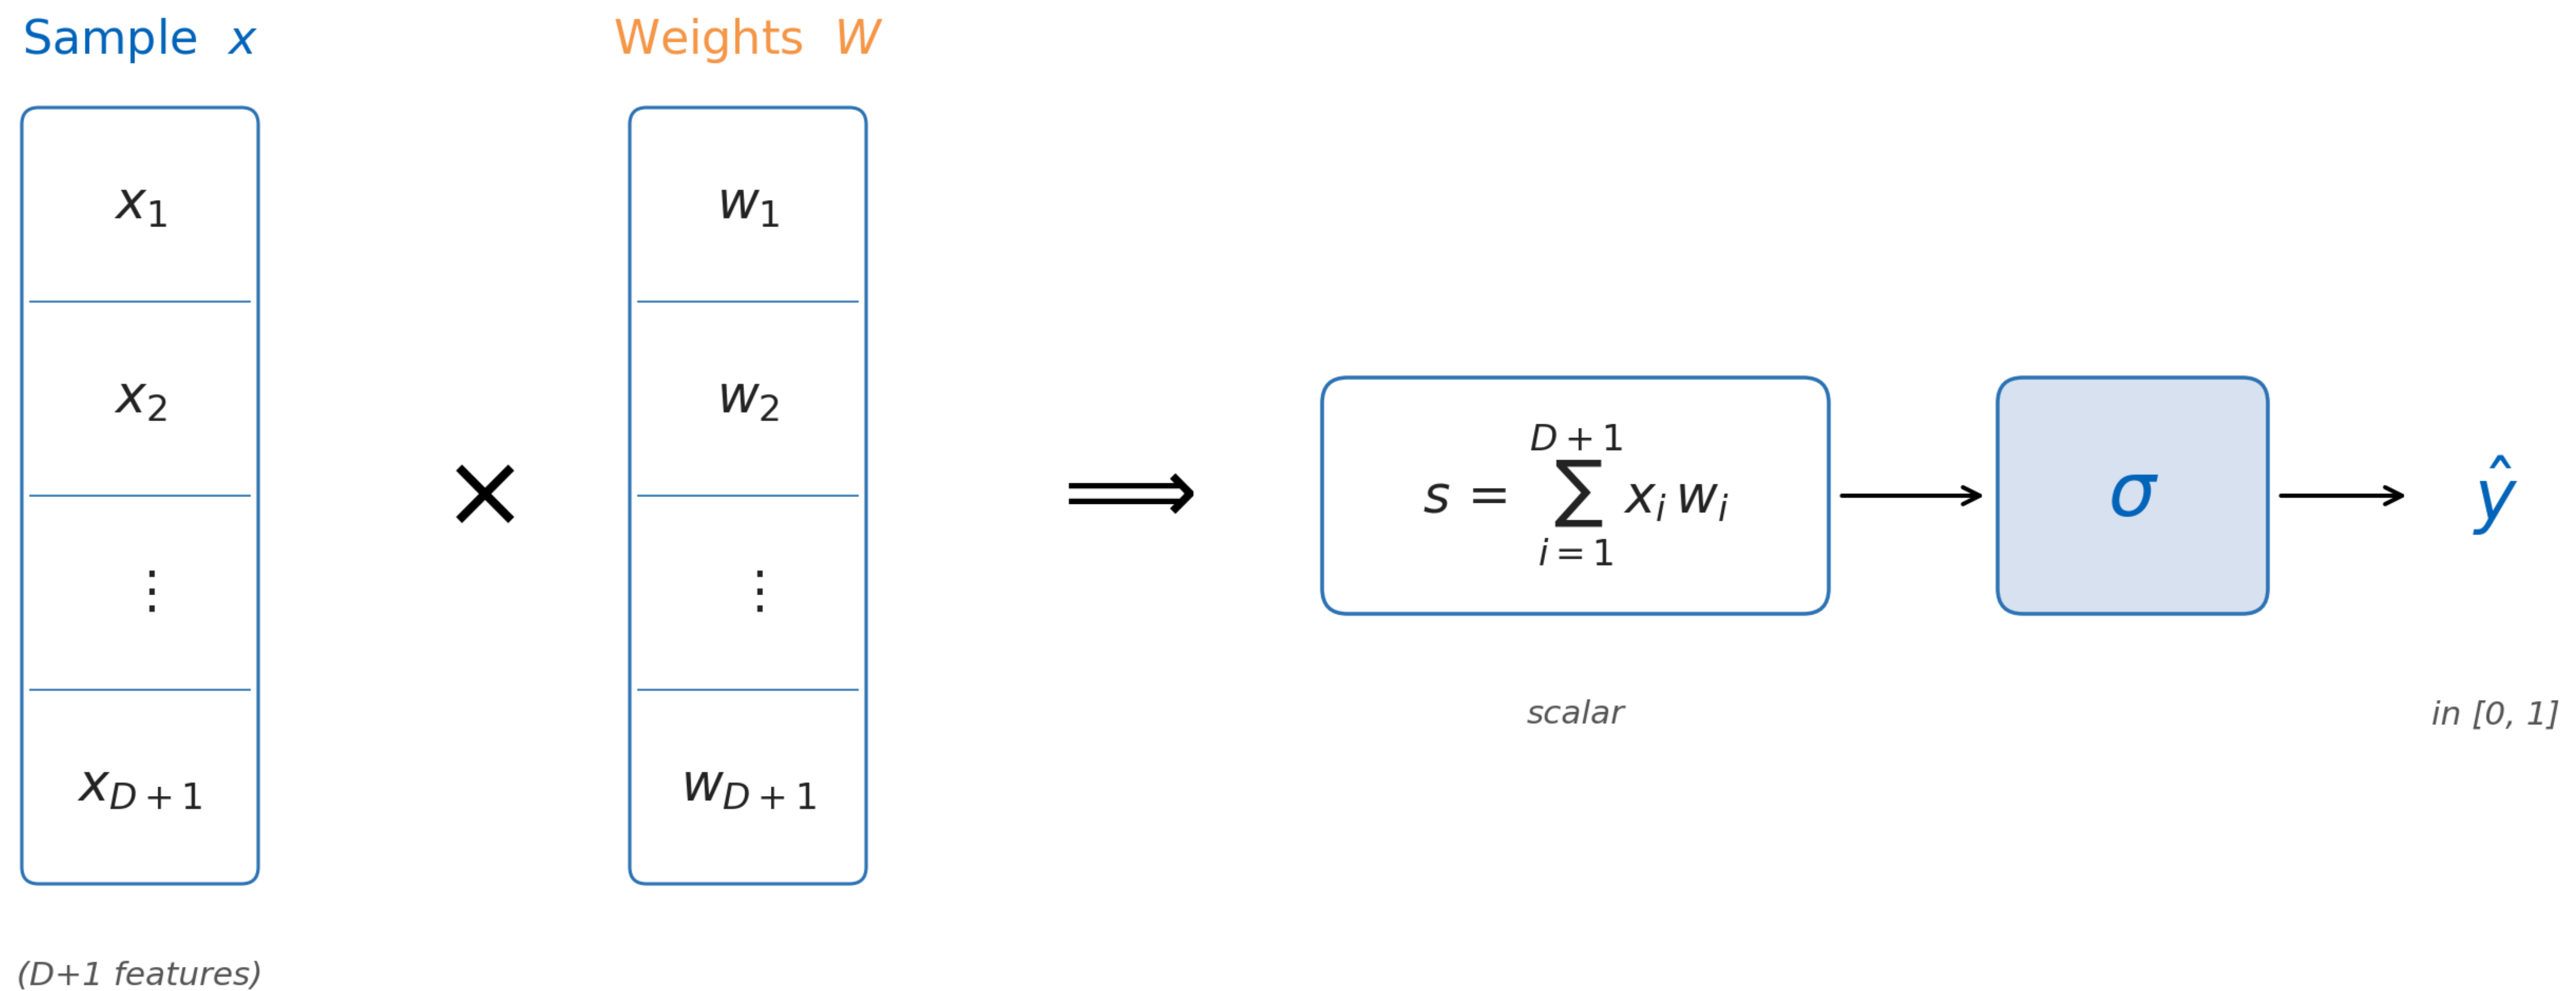 Sample x
Weights W
x₁
w₁
x₂
w₂
×
⟹
s = ∑_{i=1}^{D+1} xᵢ wᵢ
σ
ŷ
⋮
⋮
scalar
in [0, 1]
x_{D+1}
w_{D+1}
(D+1 features)